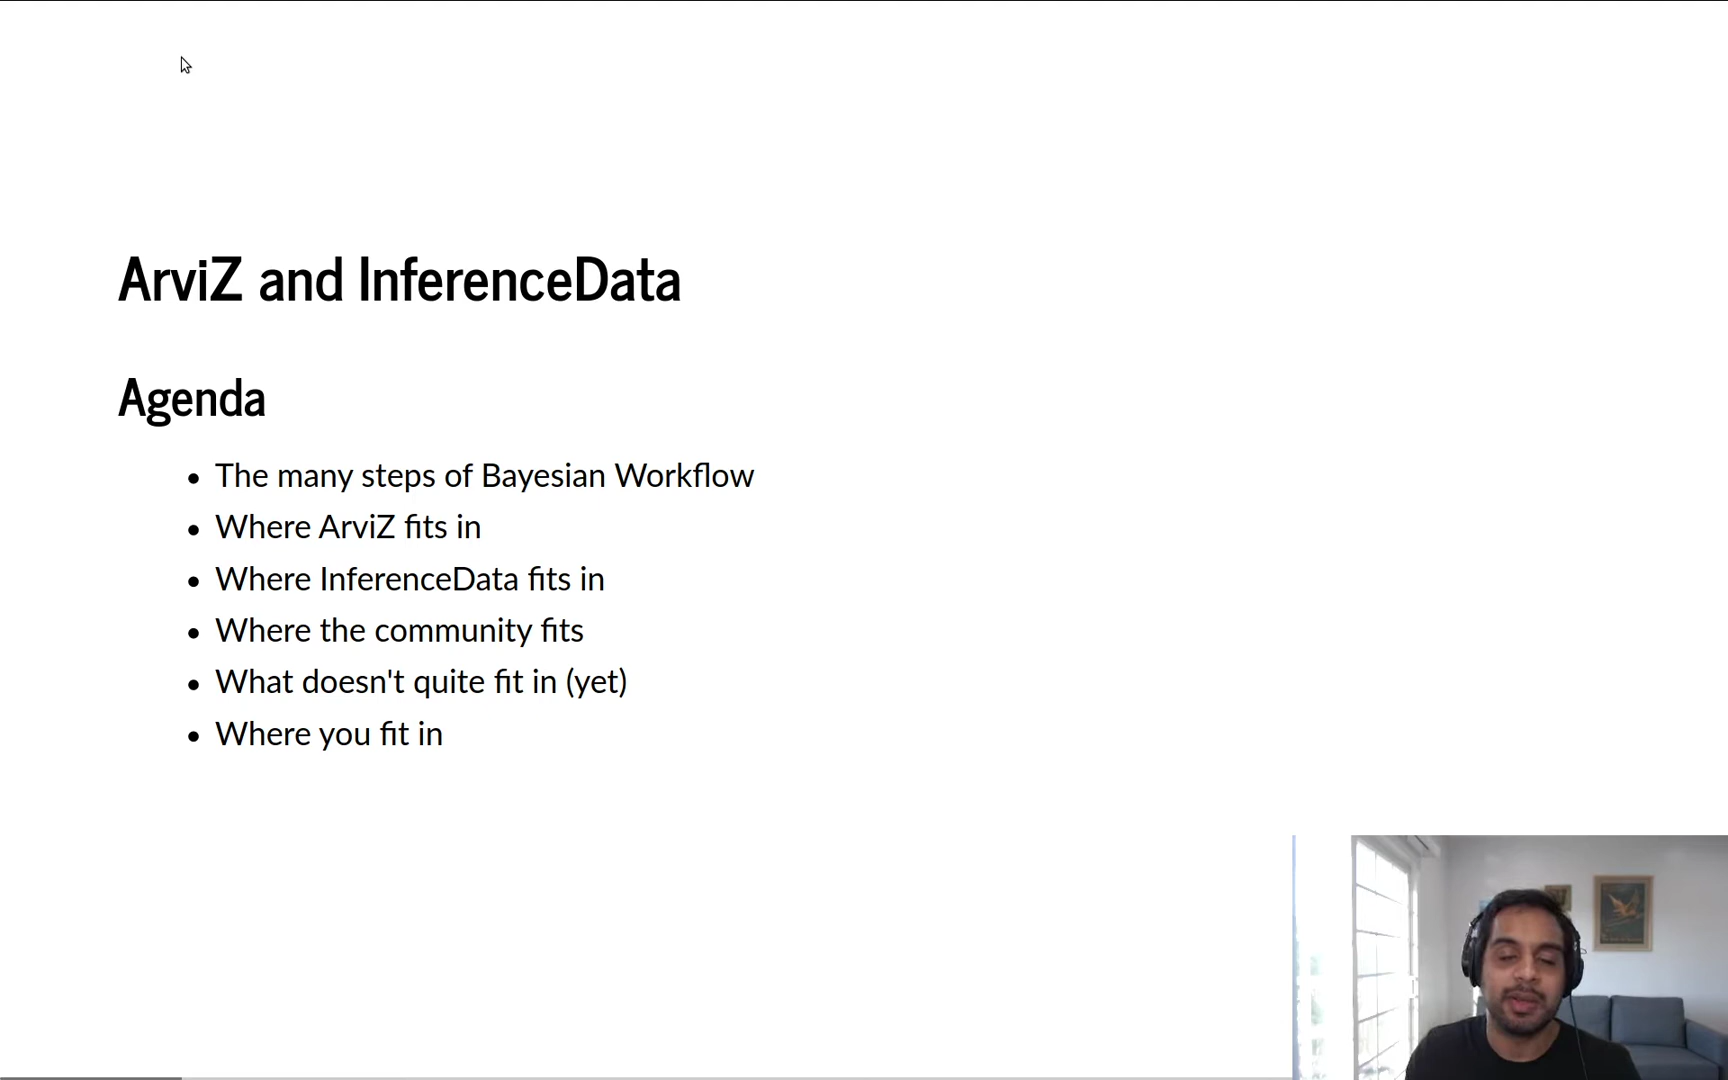 ArviZ and InferenceData
Agenda
The many steps of Bayesian Workflow
Where ArviZ fits in
Where InferenceData fits in
Where the community fits
What doesn't quite fit in (yet)
Where you fit in